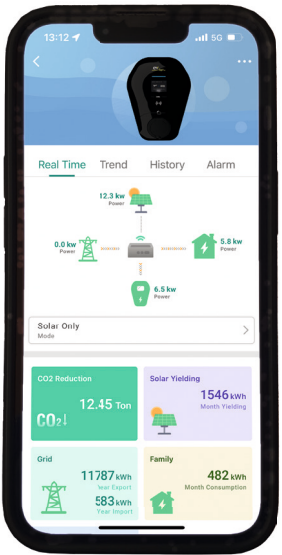 13:12
5G
Real Time Trend History Alarm
12.3 kw
Power
0.0 kw
Power
5.8 kw
Power
6.5 kw
Power
Solar Only
Mode
CO2 Reduction
12.45 Ton
CO₂↓
Solar Yielding
1546 kWh
Month Yielding
Grid
11787 kWh
Year Export
583 kWh
Year Import
Family
482 kWh
Month Consumption